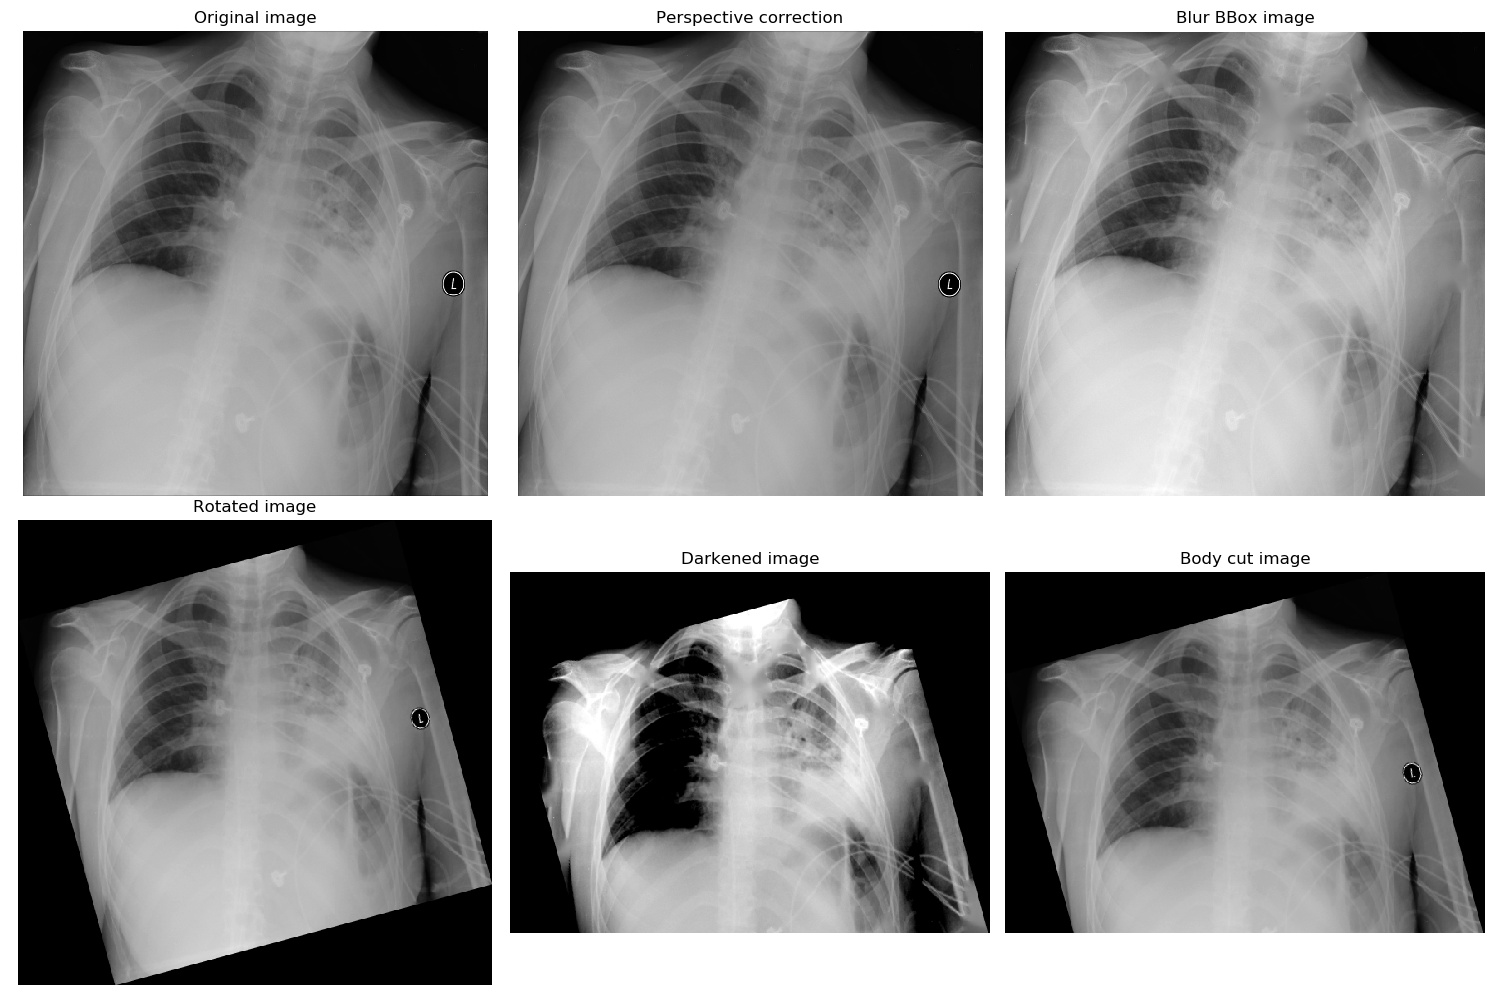 Original image
Perspective correction
Blur BBox image
L
L
Rotated image
Darkened image
Body cut image
L
L